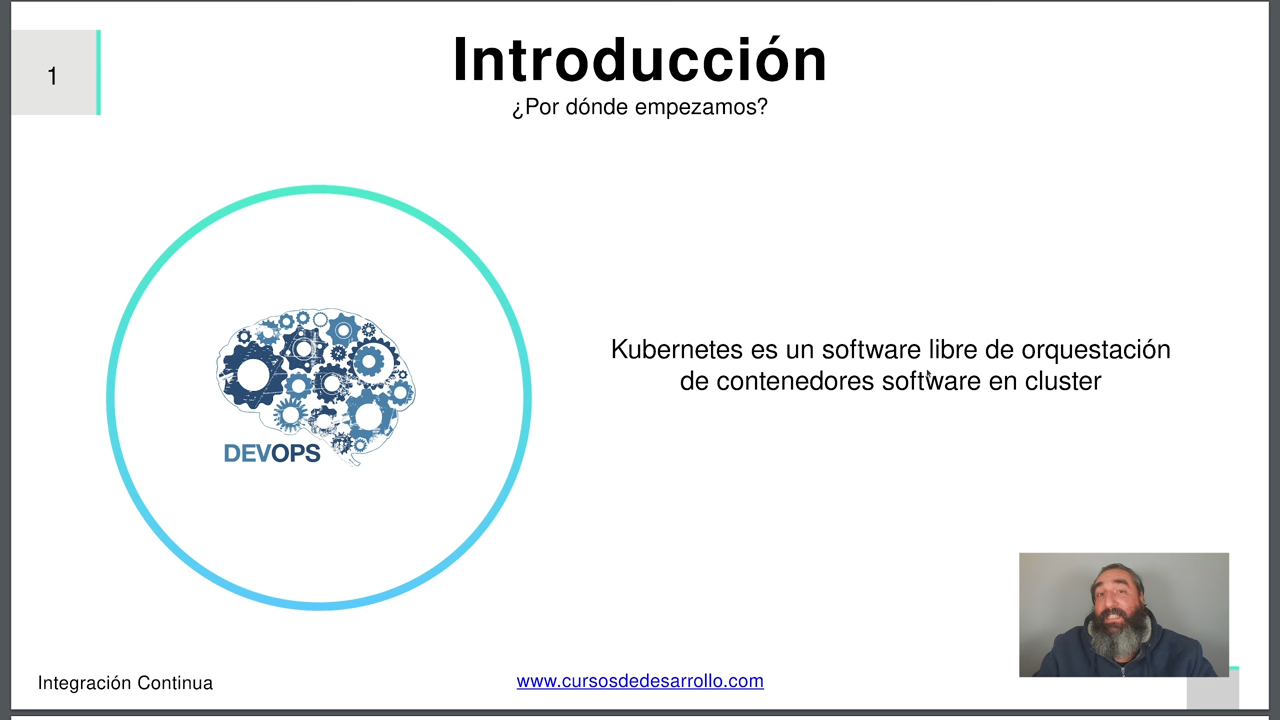 1
Introducción
¿Por dónde empezamos?
DEVOPS
Kubernetes es un software libre de orquestación
de contenedores software en cluster
Integración Continua
www.cursosdedesarrollo.com